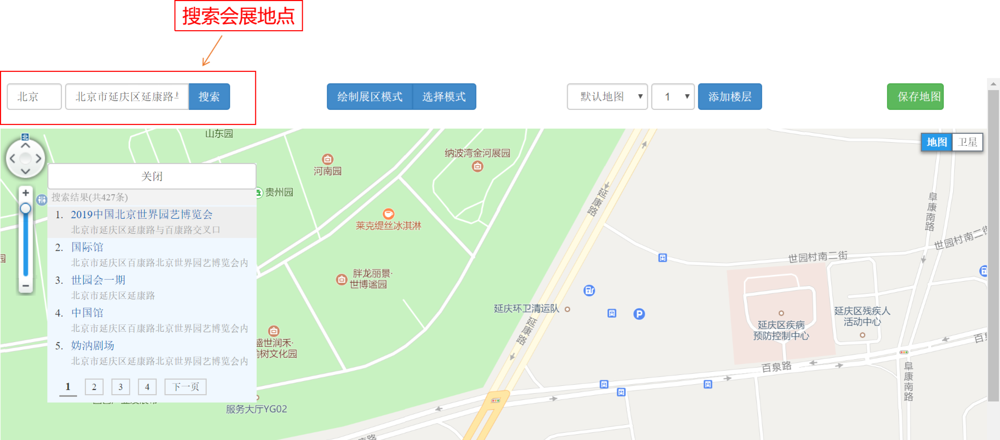 搜索会展地点
北京
北京市延庆区延康路与
搜索
绘制展区模式
选择模式
默认地图
1
添加楼层
保存地图
北
地图
卫星
山东园
纳波湾金河展园
河南园
贵州园
莱克缇丝冰淇淋
胖龙丽景·
世博谧园
盛世润禾·
榆树文化园
服务大厅YG02
关闭
搜索结果(共427条)
1. 2019中国北京世界园艺博览会
北京市延庆区延康路与百康路交叉口
2. 国际馆
北京市延庆区百康路北京世界园艺博览会内
3. 世园会一期
北京市延庆区延康路
4. 中国馆
北京市延庆区百康路北京世界园艺博览会内
5. 妫汭剧场
北京市延庆区延康路北京世界园艺博览会内
1
2
3
4
下一页
延康路
延康路
阜康南路
世园村南二街
世园村南二街
延庆环卫清运队
P
延庆区疾病
预防控制中心
延庆区残疾人
活动中心
百泉路
阜康南路
园
路